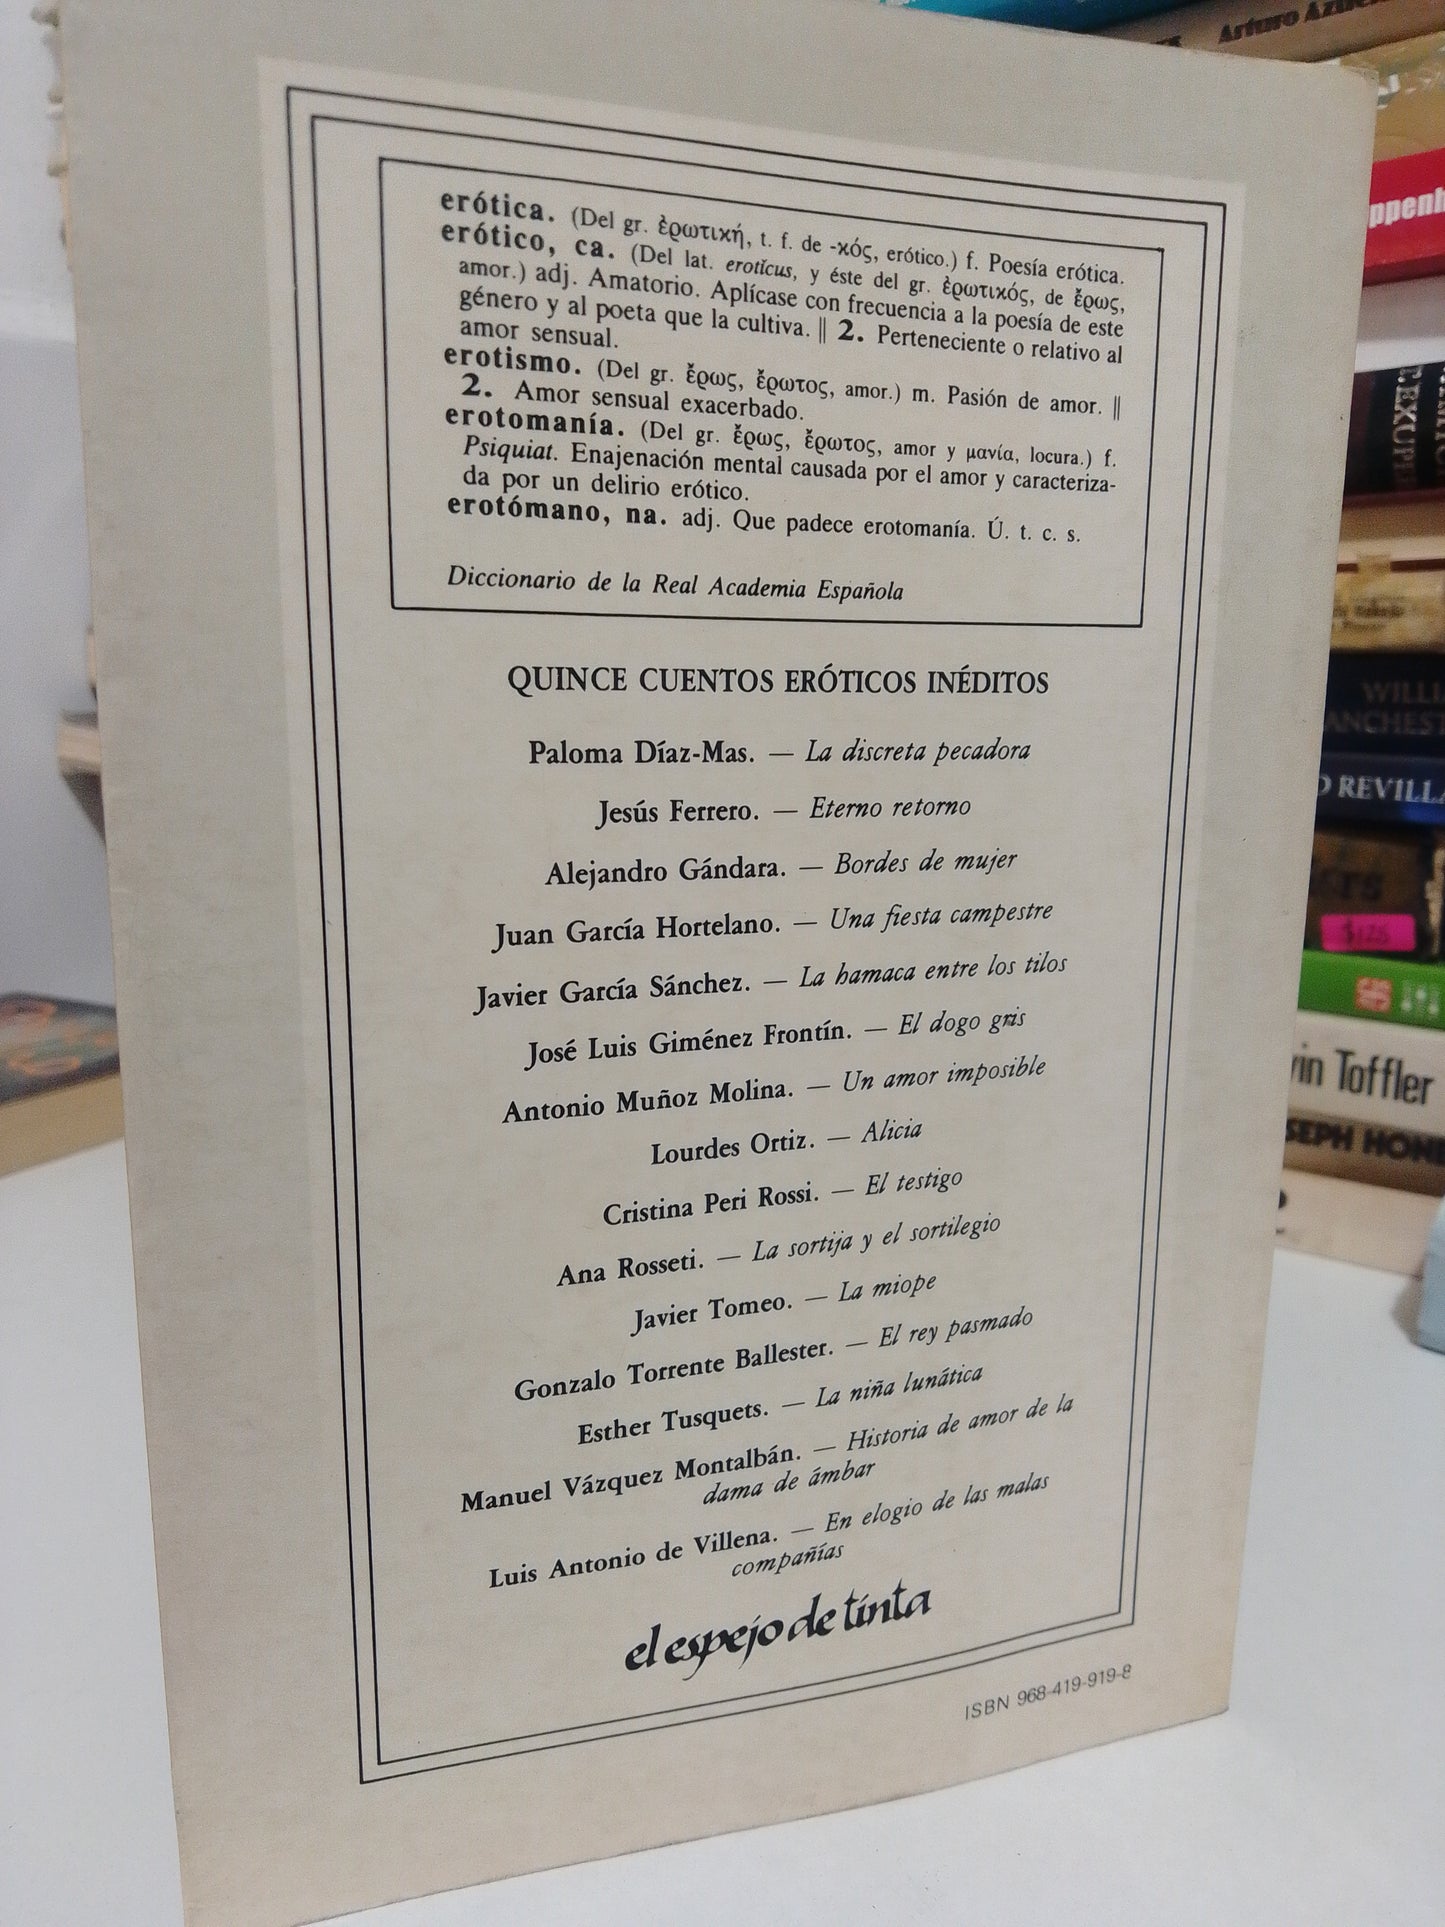 erótica. (Del gr. ἐρωτική, t. f. de -κός, erótico.) f. Poesía erótica.
erótico, ca. (Del lat. erotĭcus, y éste del gr. ἐρωτικός, de ἔρως,
amor.) adj. Amatorio. Aplícase con frecuencia a la poesía de este
género y al poeta que la cultiva. ‖ 2. Perteneciente o relativo al
amor sensual.
erotismo. (Del gr. ἔρως, ἔρωτος, amor.) m. Pasión de amor. ‖
2. Amor sensual exacerbado.
erotomanía. (Del gr. ἔρως, ἔρωτος, amor y μανία, locura.) f.
Psiquiat. Enajenación mental causada por el amor y caracteriza-
da por un delirio erótico.
erotómano, na. adj. Que padece erotomanía. Ú. t. c. s.
Diccionario de la Real Academia Española
QUINCE CUENTOS ERÓTICOS INÉDITOS
Paloma Díaz-Mas. — La discreta pecadora
Jesús Ferrero. — Eterno retorno
Alejandro Gándara. — Bordes de mujer
Juan García Hortelano. — Una fiesta campestre
Javier García Sánchez. — La hamaca entre los tilos
José Luis Giménez Frontín. — El dogo gris
Antonio Muñoz Molina. — Un amor imposible
Lourdes Ortiz. — Alicia
Cristina Peri Rossi. — El testigo
Ana Rosseti. — La sortija y el sortilegio
Javier Tomeo. — La miope
Gonzalo Torrente Ballester. — El rey pasmado
Esther Tusquets. — La niña lunática
Manuel Vázquez Montalbán. — Historia de amor de la
dama de ámbar
Luis Antonio de Villena. — En elogio de las malas
compañías
el espejo de tinta
ISBN 968-419-919-8
Arturo
ppenh
T. EXUPE
WILLI
ANCHEST
O REVILLA
$125
vin Toffler
SEPH HONE